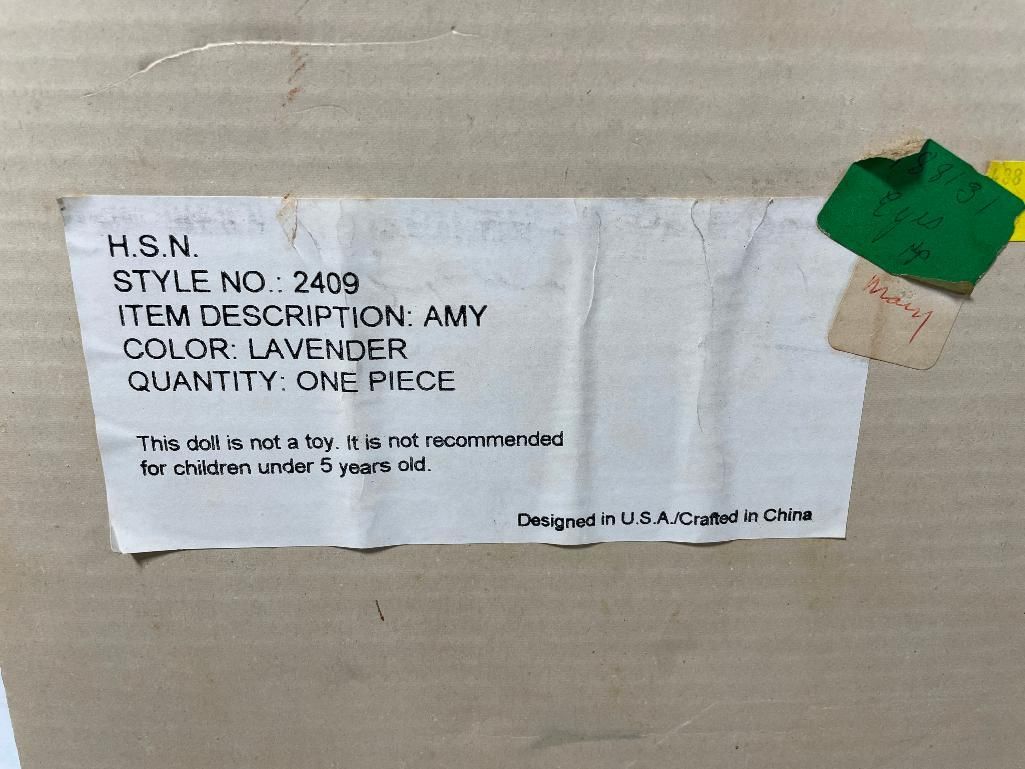 H.S.N.
STYLE NO.: 2409
ITEM DESCRIPTION: AMY
COLOR: LAVENDER
QUANTITY: ONE PIECE
This doll is not a toy. It is not recommended
for children under 5 years old.
Designed in U.S.A./Crafted in China
Mary